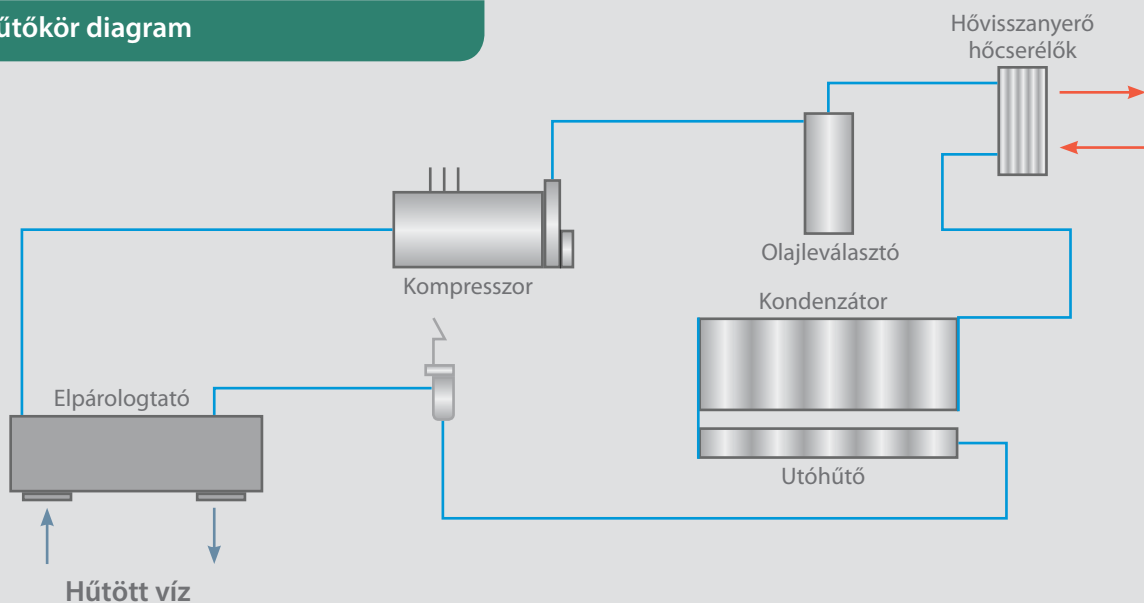 űtőkör diagram
Hővisszanyerő
hőcserélők
Olajleválasztó
Kompresszor
Kondenzátor
Elpárologtató
Utóhűtő
Hűtött víz